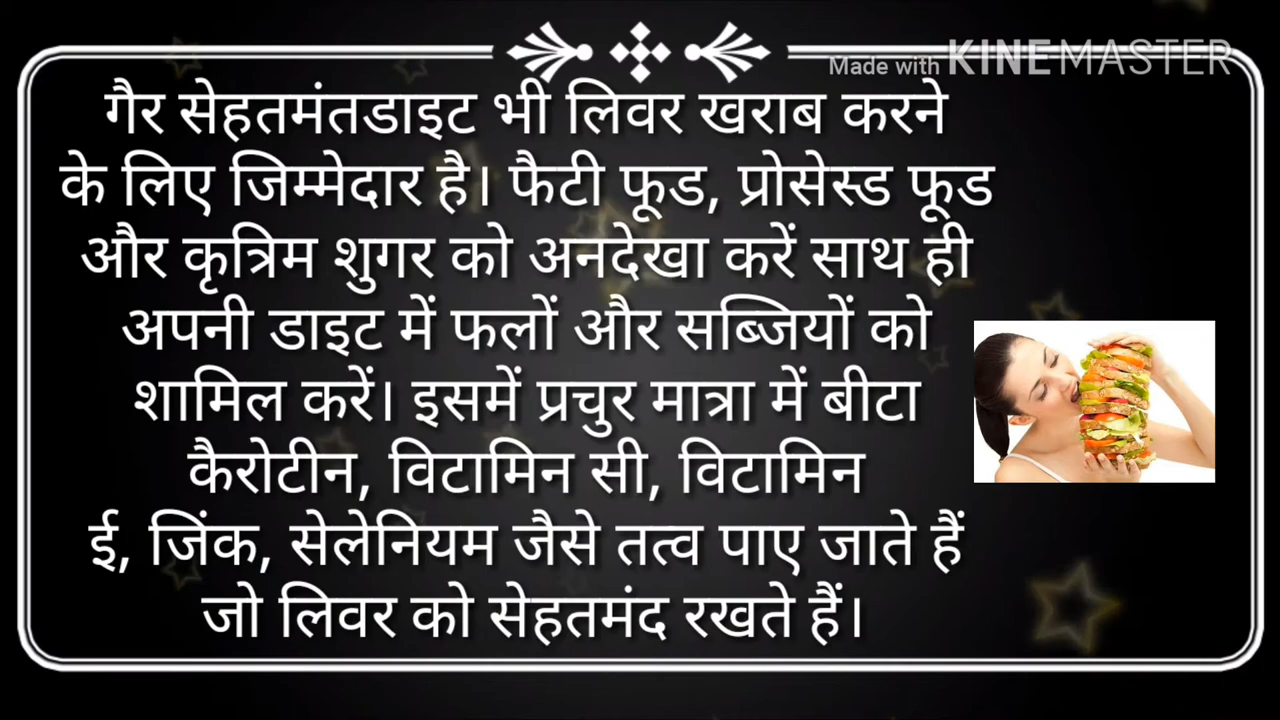 Made with KINEMASTER
गैर सेहतमंतडाइट भी लिवर खराब करने
के लिए जिम्मेदार है। फैटी फूड, प्रोसेस्ड फूड
और कृत्रिम शुगर को अनदेखा करें साथ ही
अपनी डाइट में फलों और सब्जियों को
शामिल करें। इसमें प्रचुर मात्रा में बीटा
कैरोटीन, विटामिन सी, विटामिन
ई, जिंक, सेलेनियम जैसे तत्व पाए जाते हैं
जो लिवर को सेहतमंद रखते हैं।